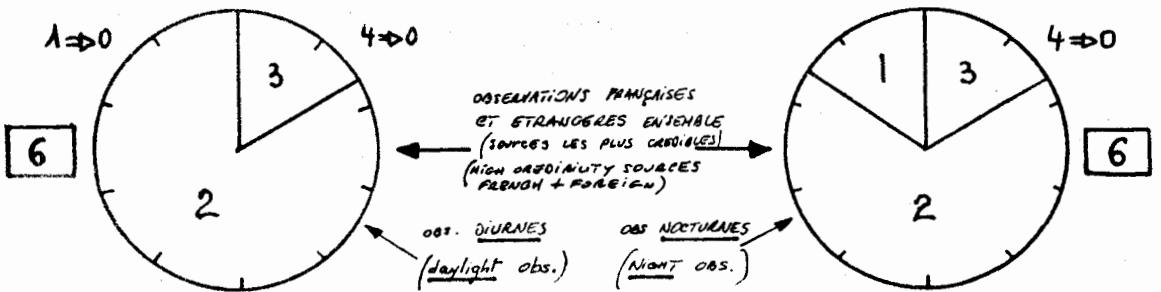 1⇒0
4⇒0
3
2
6
OBSERVATIONS FRANÇAISES
ET ETRANGERES ENSEMBLE
(SOURCES LES PLUS CREDIBLES)
(HIGH CREDIBILITY SOURCES
FRENCH + FOREIGN)
OBS. DIURNES
(daylight obs.)
OBS NOCTURNES
(NIGHT OBS.)
1
3
4⇒0
2
6